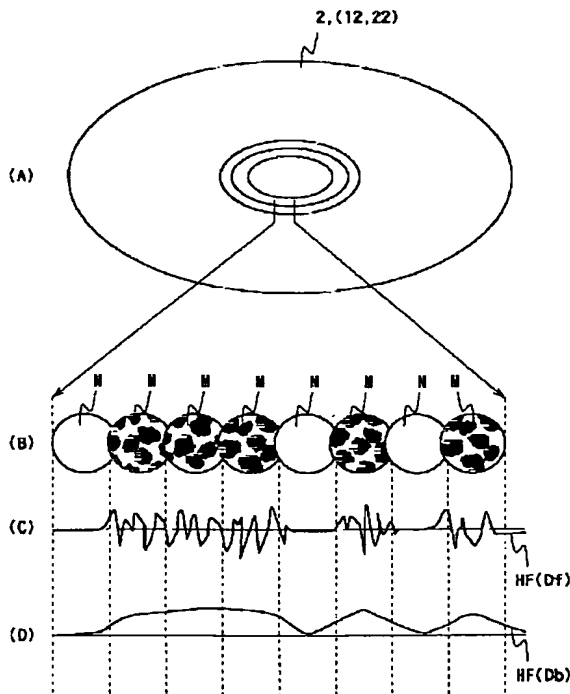 2,(12,22)
(A)
N M M M N M N M
(B)
(C)
HF(Df)
(D)
HF(Db)